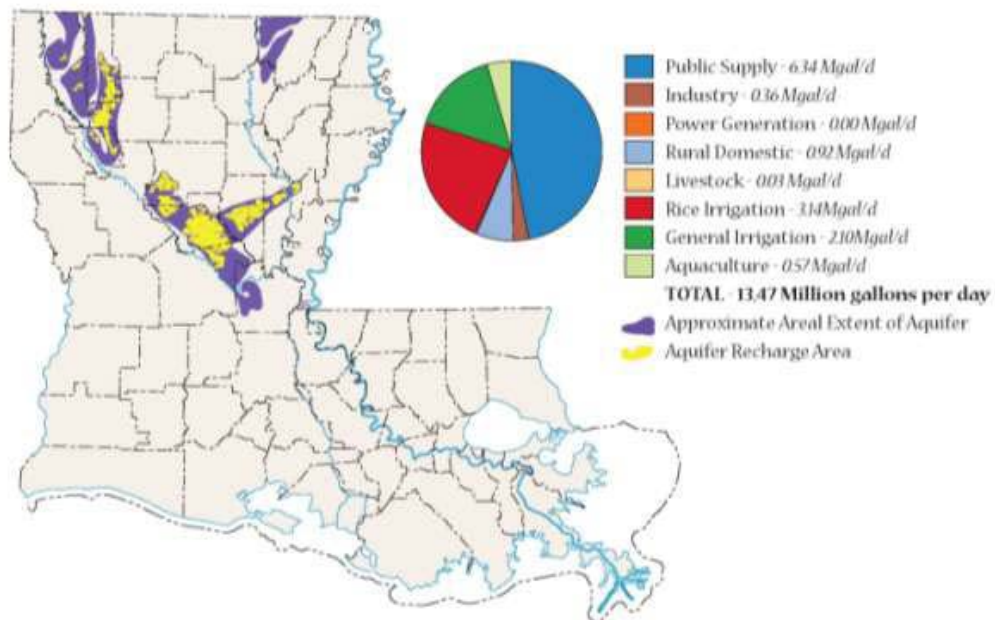 Public Supply · 6.34 Mgal/d
Industry · 0.36 Mgal/d
Power Generation · 0.00 Mgal/d
Rural Domestic · 0.92 Mgal/d
Livestock · 0.03 Mgal/d
Rice Irrigation · 3.14 Mgal/d
General Irrigation · 2.10 Mgal/d
Aquaculture · 0.57 Mgal/d
TOTAL · 13.47 Million gallons per day
Approximate Areal Extent of Aquifer
Aquifer Recharge Area